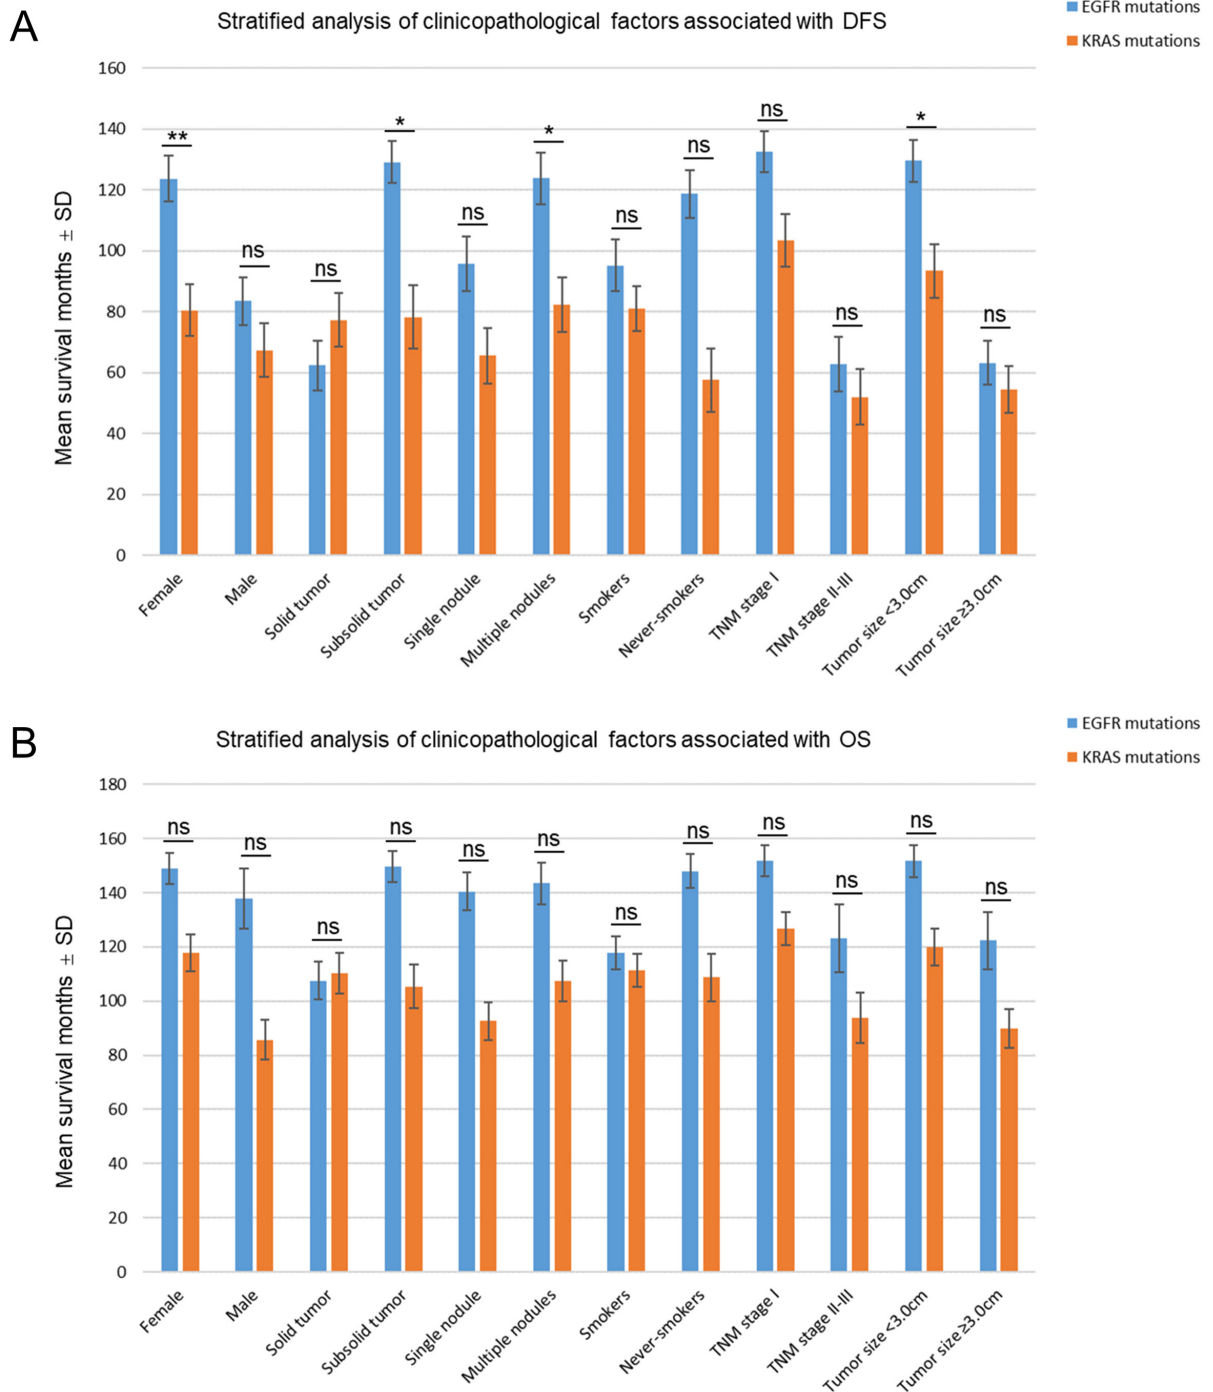 A
Stratified analysis of clinicopathological factors associated with DFS
EGFR mutations
KRAS mutations
Mean survival months ± SD
160
140
120
100
80
60
40
20
0
** ns ns * ns * ns ns ns ns * ns
Female
Male
Solid tumor
Subsolid tumor
Single nodule
Multiple nodules
Smokers
Never-smokers
TNM stage I
TNM stage II-III
Tumor size <3.0cm
Tumor size ≥3.0cm
B
Stratified analysis of clinicopathological factors associated with OS
EGFR mutations
KRAS mutations
Mean survival months ± SD
180
160
140
120
100
80
60
40
20
0
ns ns ns ns ns ns ns ns ns ns ns ns
Female
Male
Solid tumor
Subsolid tumor
Single nodule
Multiple nodules
Smokers
Never-smokers
TNM stage I
TNM stage II-III
Tumor size <3.0cm
Tumor size ≥3.0cm